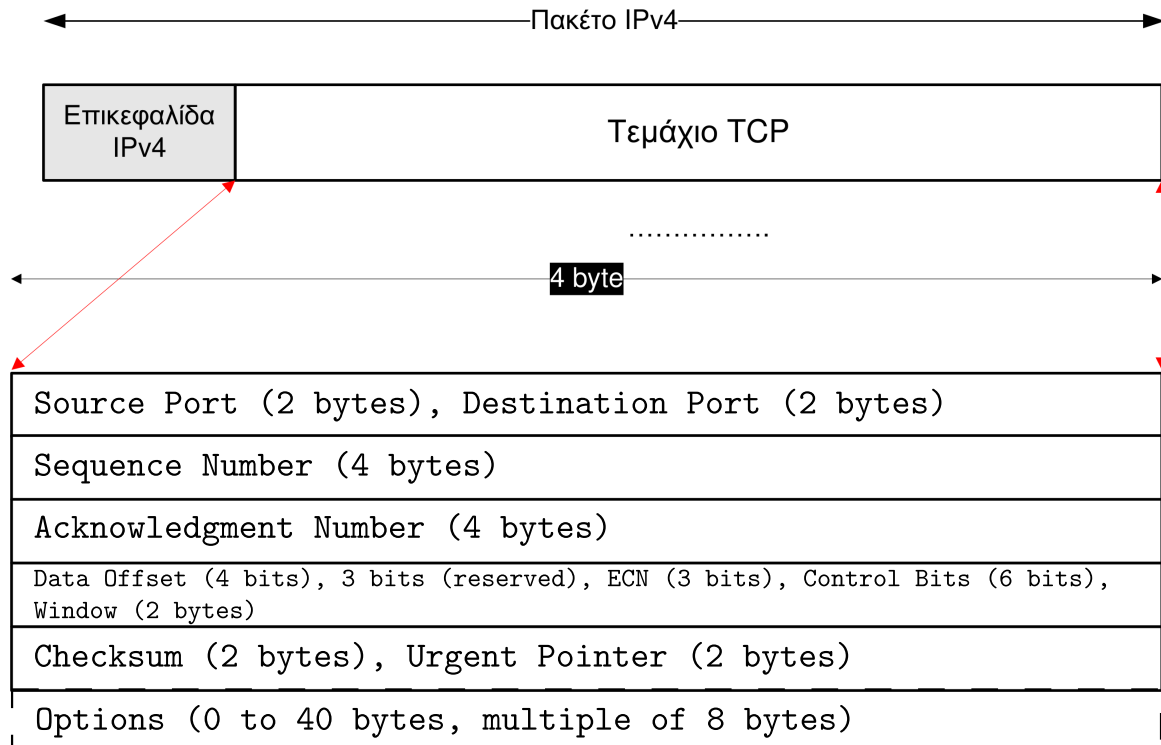 Πακέτο IPv4
Επικεφαλίδα
IPv4
Τεμάχιο TCP
................
4 byte
Source Port (2 bytes), Destination Port (2 bytes)
Sequence Number (4 bytes)
Acknowledgment Number (4 bytes)
Data Offset (4 bits), 3 bits (reserved), ECN (3 bits), Control Bits (6 bits),
Window (2 bytes)
Checksum (2 bytes), Urgent Pointer (2 bytes)
Options (0 to 40 bytes, multiple of 8 bytes)